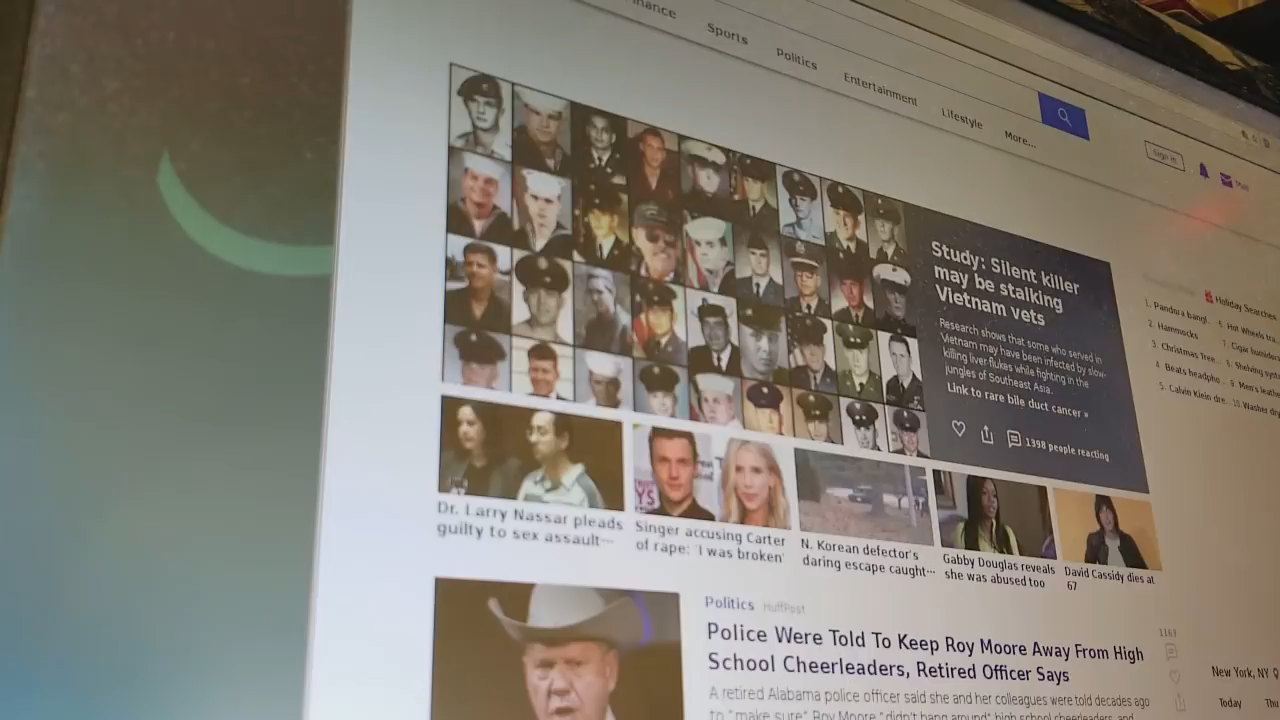 Sports
Politics
Entertainment
Lifestyle
More...
Sign in
Mail
Study: Silent killer
may be stalking
Vietnam vets
Research shows that some who served in
Vietnam may have been infected by slow-
killing liver flukes while fighting in the
jungles of Southeast Asia.
Link to rare bile duct cancer »
1398 people reacting
Holiday Searches
1. Pandora bangl..
2. Hammocks
3. Christmas Tree...
4. Beats headpho...
5. Calvin Klein dre...
6. Hot Wheels tra...
7. Cigar humidors
8. Shelving syst
9. Men's leathe
10. Washer dry
Dr. Larry Nassar pleads
guilty to sex assault...
Singer accusing Carter
of rape: 'I was broken'
N. Korean defector's
daring escape caught...
Gabby Douglas reveals
she was abused too
David Cassidy dies at
67
Politics HuffPost
Police Were Told To Keep Roy Moore Away From High
School Cheerleaders, Retired Officer Says
A retired Alabama police officer said she and her colleagues were told decades ago
to "make sure" Roy Moore "didn't hang around" high school cheerleaders, and
1163
New York, NY
Today
Thu